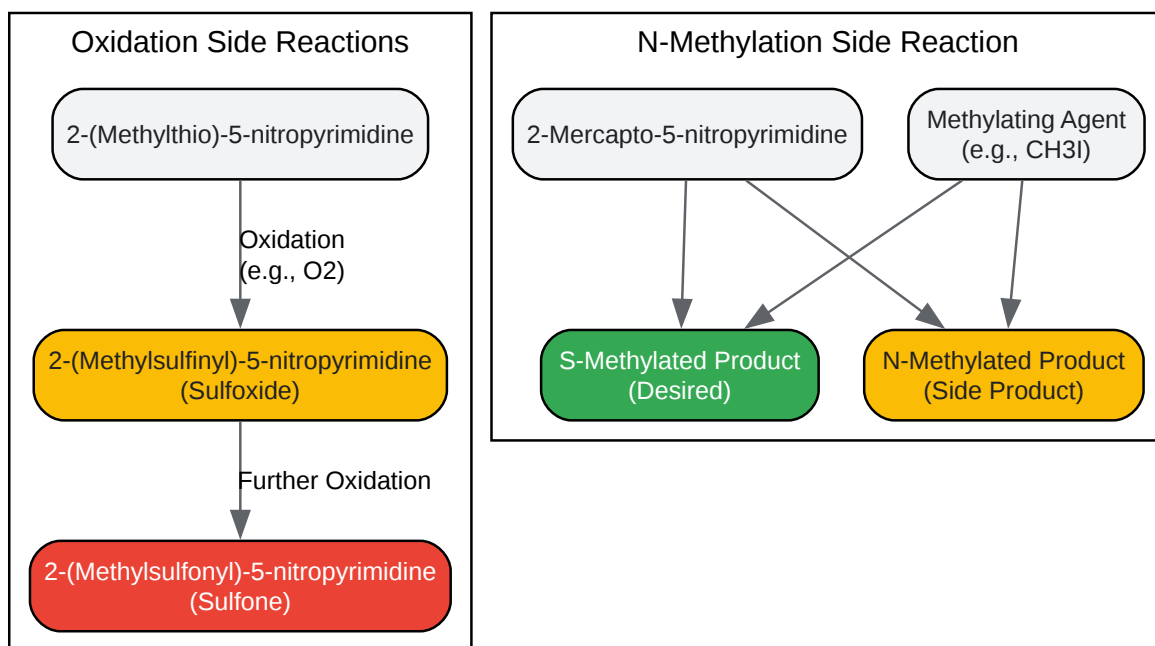 Oxidation Side Reactions
2-(Methylthio)-5-nitropyrimidine
Oxidation
(e.g., O2)
2-(Methylsulfinyl)-5-nitropyrimidine
(Sulfoxide)
Further Oxidation
2-(Methylsulfonyl)-5-nitropyrimidine
(Sulfone)
N-Methylation Side Reaction
2-Mercapto-5-nitropyrimidine
Methylating Agent
(e.g., CH3I)
S-Methylated Product
(Desired)
N-Methylated Product
(Side Product)